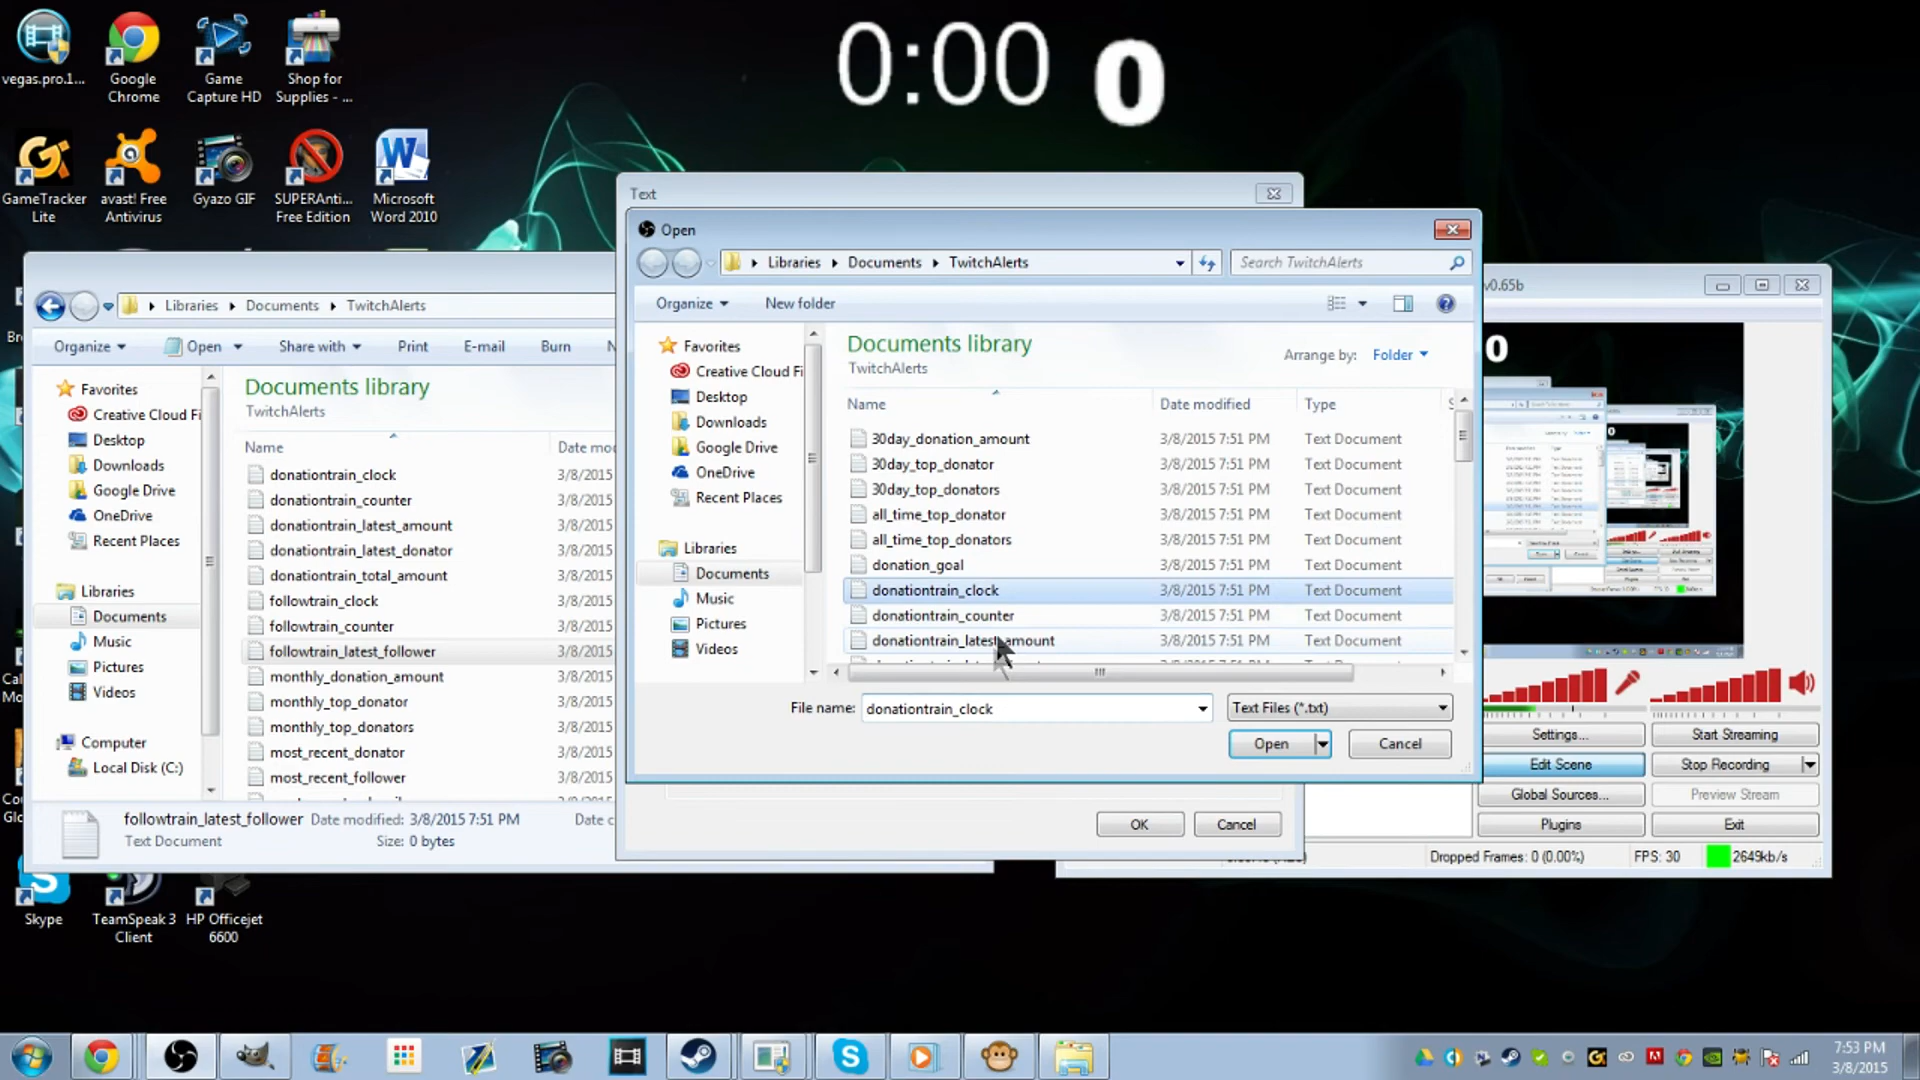 0:00 0
vegas.pro.1...
Google Chrome
Game Capture HD
Shop for Supplies - ...
GameTracker Lite
avast! Free Antivirus
Gyazo GIF
SUPERAnti... Free Edition
Microsoft Word 2010
Libraries Documents TwitchAlerts
Organize Open Share with Print E-mail Burn
Favorites
Creative Cloud Fi
Desktop
Downloads
Google Drive
OneDrive
Recent Places
Libraries
Documents
Music
Pictures
Videos
Computer
Local Disk (C:)
Documents library
TwitchAlerts
Name Date mo
donationtrain_clock 3/8/2015
donationtrain_counter 3/8/2015
donationtrain_latest_amount 3/8/2015
donationtrain_latest_donator 3/8/2015
donationtrain_total_amount 3/8/2015
followtrain_clock 3/8/2015
followtrain_counter 3/8/2015
followtrain_latest_follower 3/8/2015
monthly_donation_amount 3/8/2015
monthly_top_donator 3/8/2015
monthly_top_donators 3/8/2015
most_recent_donator 3/8/2015
most_recent_follower 3/8/2015
followtrain_latest_follower Date modified: 3/8/2015 7:51 PM Date c
Text Document Size: 0 bytes
Text
Open
Libraries Documents TwitchAlerts Search TwitchAlerts
Organize New folder
Favorites
Creative Cloud Fi
Desktop
Downloads
Google Drive
OneDrive
Recent Places
Libraries
Documents
Music
Pictures
Videos
Documents library
TwitchAlerts
Arrange by: Folder
Name Date modified Type
30day_donation_amount 3/8/2015 7:51 PM Text Document
30day_top_donator 3/8/2015 7:51 PM Text Document
30day_top_donators 3/8/2015 7:51 PM Text Document
all_time_top_donator 3/8/2015 7:51 PM Text Document
all_time_top_donators 3/8/2015 7:51 PM Text Document
donation_goal 3/8/2015 7:51 PM Text Document
donationtrain_clock 3/8/2015 7:51 PM Text Document
donationtrain_counter 3/8/2015 7:51 PM Text Document
donationtrain_latest_amount 3/8/2015 7:51 PM Text Document
File name: donationtrain_clock Text Files (*.txt)
Open Cancel
OK Cancel
v0.65b
0
Settings... Start Streaming
Edit Scene Stop Recording
Global Sources... Preview Stream
Plugins Exit
Dropped Frames: 0 (0.00%) FPS: 30 2649kb/s
Skype
TeamSpeak 3 Client
HP Officejet 6600
7:53 PM
3/8/2015